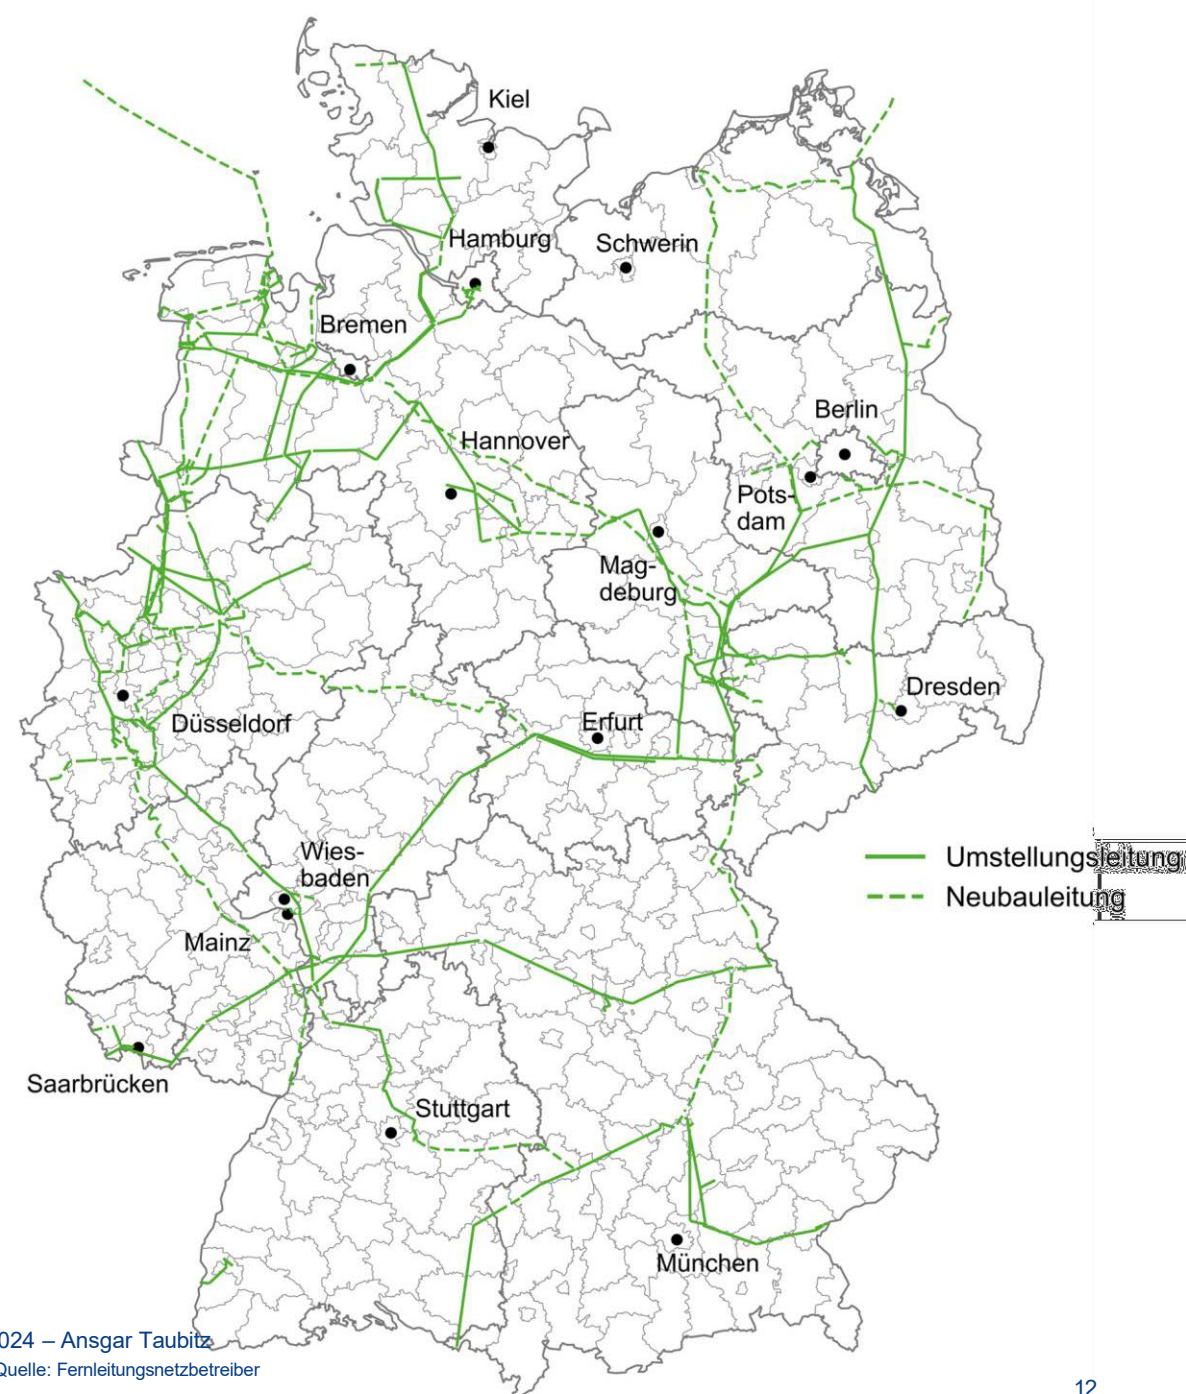 Kiel
Hamburg
Schwerin
Bremen
Berlin
Hannover
Pots-
dam
Mag-
deburg
Dresden
Düsseldorf
Erfurt
Wies-
baden
Umstellungsleitung
Neubauleitung
Mainz
Saarbrücken
Stuttgart
München
024 – Ansgar Taubitz
Quelle: Fernleitungsnetzbetreiber
12